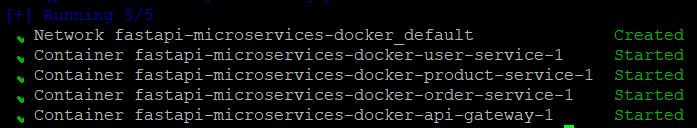 [+] Running 5/5
✔ Network fastapi-microservices-docker_default Created
✔ Container fastapi-microservices-docker-user-service-1 Started
✔ Container fastapi-microservices-docker-product-service-1 Started
✔ Container fastapi-microservices-docker-order-service-1 Started
✔ Container fastapi-microservices-docker-api-gateway-1 Started